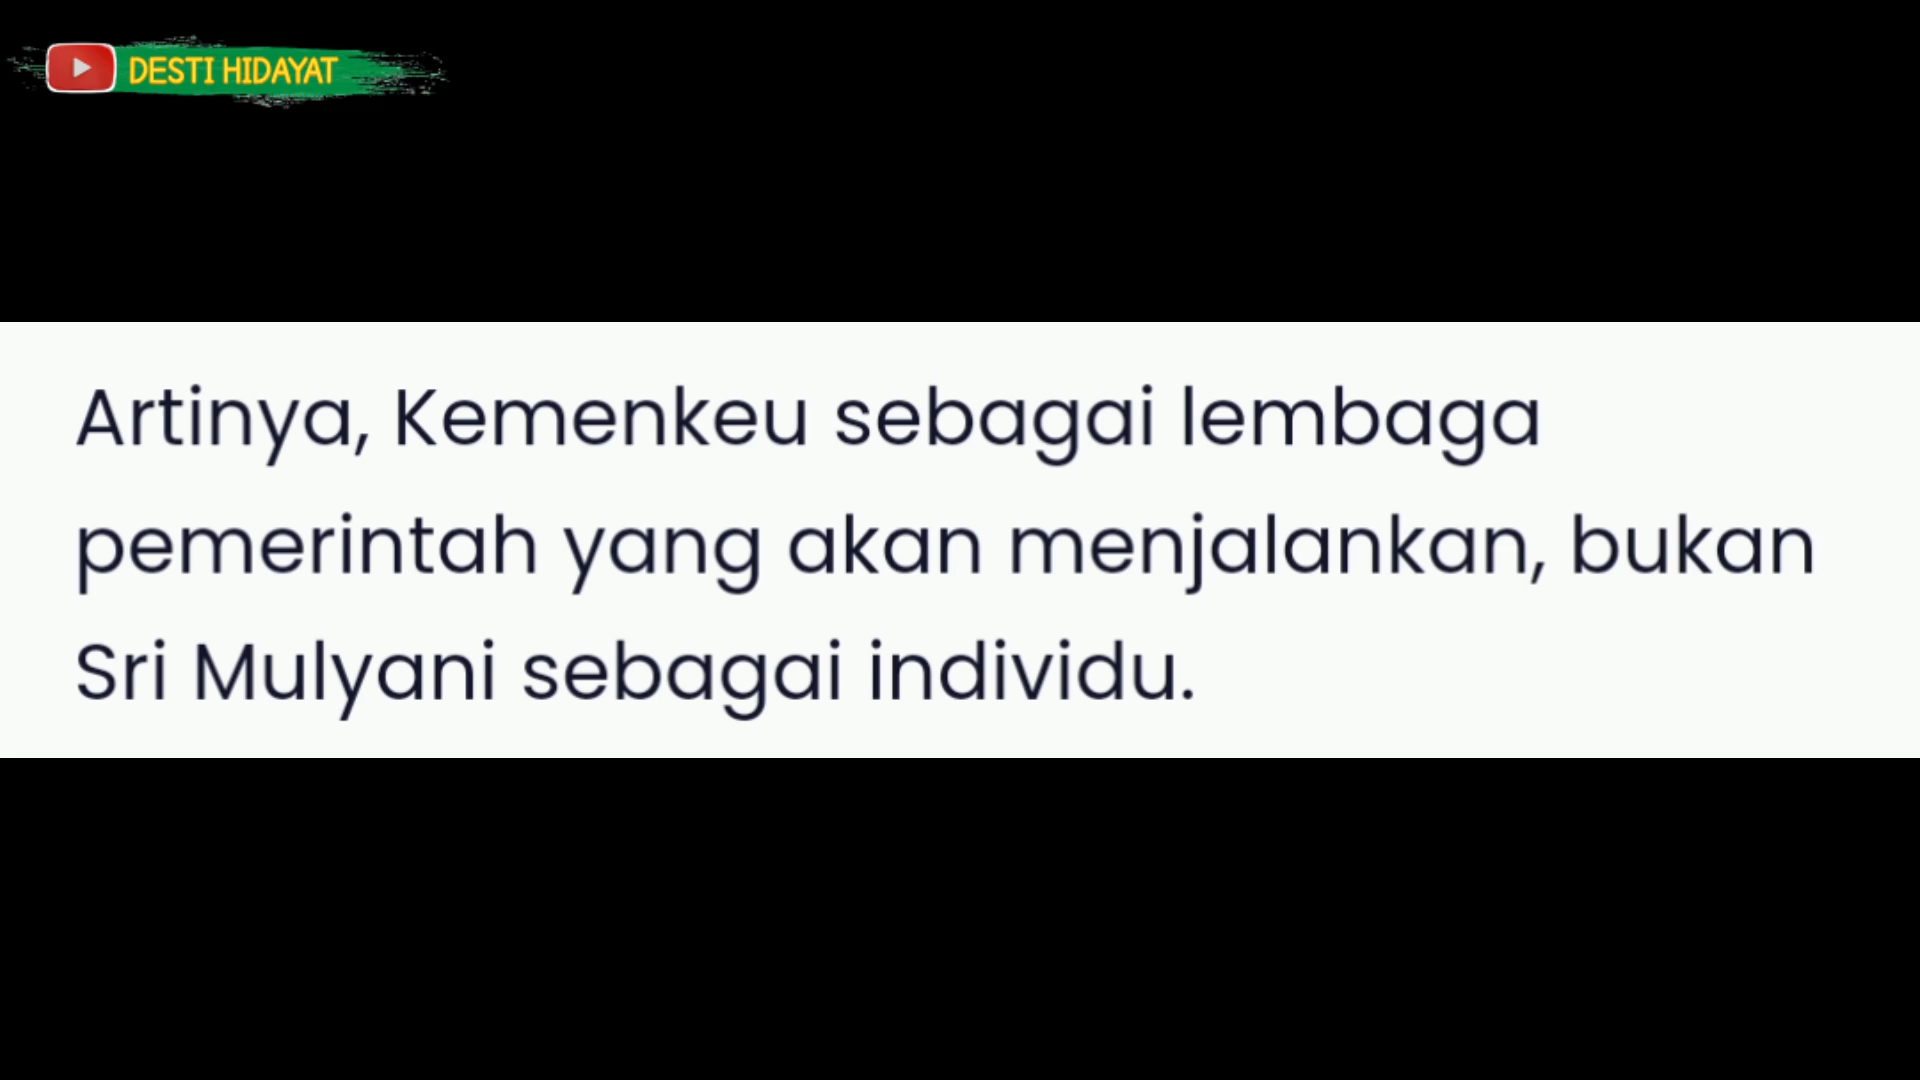 DESTI HIDAYAT
Artinya, Kemenkeu sebagai lembaga
pemerintah yang akan menjalankan, bukan
Sri Mulyani sebagai individu.